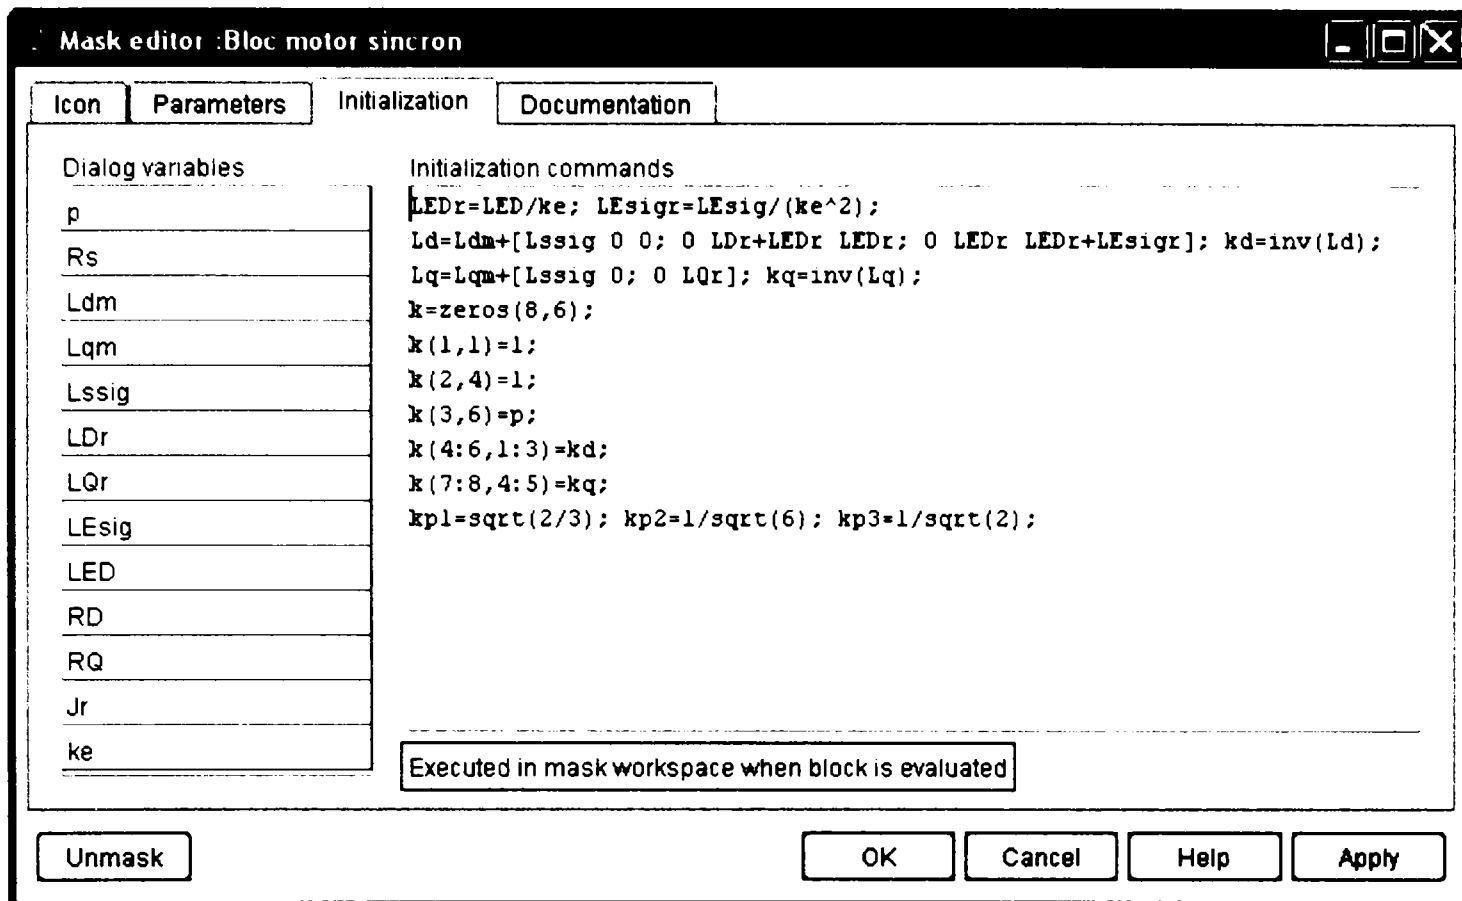 Mask editor :Bloc motor sincron
Icon Parameters Initialization Documentation
Dialog variables
p
Rs
Ldm
Lqm
Lssig
LDr
LQr
LEsig
LED
RD
RQ
Jr
ke
Initialization commands
LEDr=LED/ke; LEsigr=LEsig/(ke^2);
Ld=Ldm+[Lssig 0 0; 0 LDr+LEDr LEDr; 0 LEDr LEDr+LEsigr]; kd=inv(Ld);
Lq=Lqm+[Lssig 0; 0 LQr]; kq=inv(Lq);
k=zeros(8,6);
k(1,1)=1;
k(2,4)=1;
k(3,6)=p;
k(4:6,1:3)=kd;
k(7:8,4:5)=kq;
kp1=sqrt(2/3); kp2=1/sqrt(6); kp3=1/sqrt(2);
Executed in mask workspace when block is evaluated
Unmask OK Cancel Help Apply